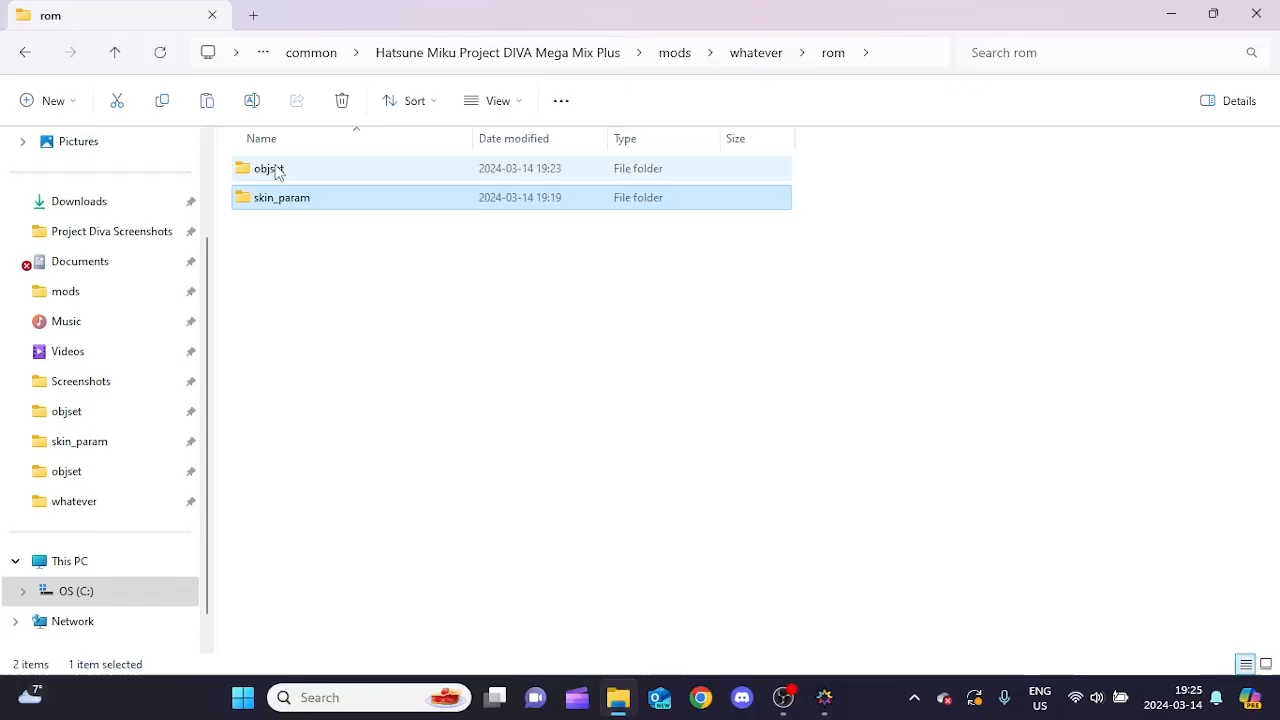 rom
common
Hatsune Miku Project DIVA Mega Mix Plus
mods
whatever
rom
Search rom
New
Sort
View
Details
Name
Date modified
Type
Size
objset 2024-03-14 19:23 File folder
skin_param 2024-03-14 19:19 File folder
Pictures
Downloads
Project Diva Screenshots
Documents
mods
Music
Videos
Screenshots
objset
skin_param
objset
whatever
This PC
OS (C:)
Network
2 items 1 item selected
7°
Search
NEW
ENG
US
19:25
2024-03-14
PRE